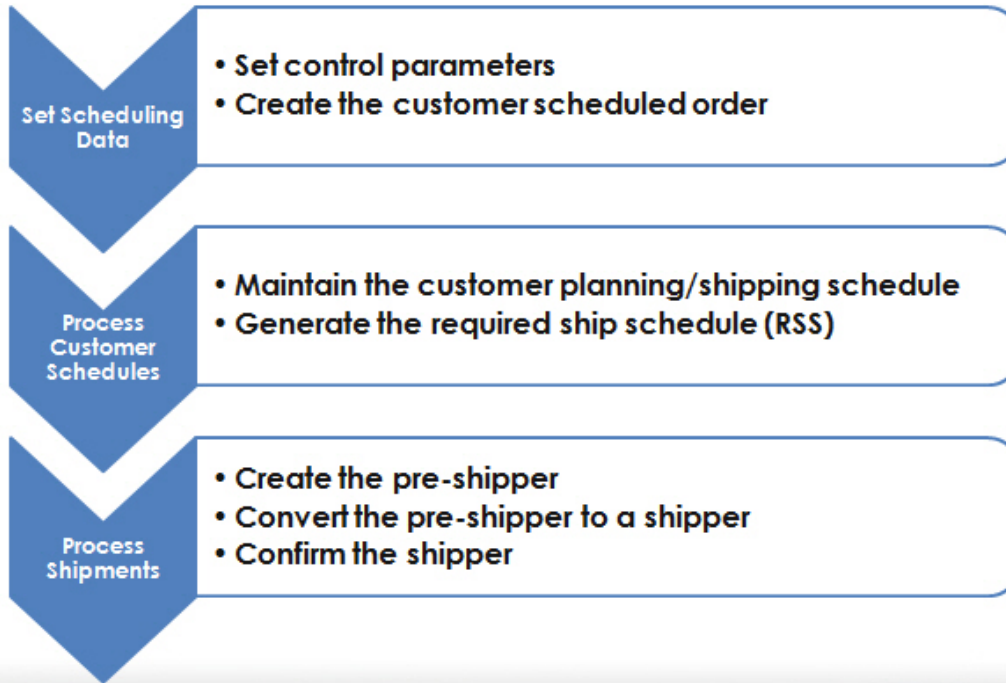 Set Scheduling
Data
• Set control parameters
• Create the customer scheduled order
Process
Customer
Schedules
• Maintain the customer planning/shipping schedule
• Generate the required ship schedule (RSS)
Process
Shipments
• Create the pre-shipper
• Convert the pre-shipper to a shipper
• Confirm the shipper